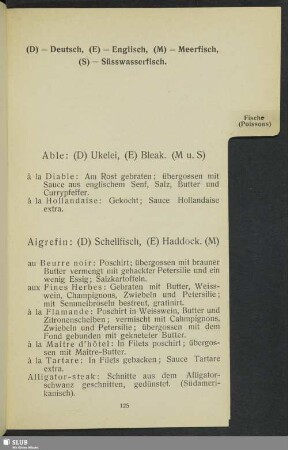 (D) = Deutsch, (E) = Englisch, (M) = Meerfisch,
(S) = Süsswasserfisch.
Fische
(Poissons)
Able: (D) Ukelei, (E) Bleak. (M u. S)
à la Diable: Am Rost gebraten; übergossen mit
Sauce aus englischem Senf, Salz, Butter und
Currypfeffer.
à la Hollandaise: Gekocht; Sauce Hollandaise
extra.
Aigrefin: (D) Schellfisch, (E) Haddock. (M)
au Beurre noir: Poschirt; übergossen mit brauner
Butter vermengt mit gehackter Petersilie und ein
wenig Essig; Salzkartoffeln.
aux Fines Herbes: Gebraten mit Butter, Weiss-
wein, Champignons, Zwiebeln und Petersilie;
mit Semmelbröseln bestreut, gratinirt.
à la Flamande: Poschirt in Weisswein, Butter und
Zitronenscheiben; vermischt mit Champignons,
Zwiebeln und Petersilie; übergossen mit dem
Fond gebunden mit gekneteter Butter.
à la Maître d'hôtel: In Filets poschirt; übergos-
sen mit Maître-Butter.
à la Tartare: In Filets gebacken; Sauce Tartare
extra.
Alligator-steak: Schnitte aus dem Alligator-
schwanz geschnitten, gedünstet. (Südameri-
kanisch).
125
SLUB